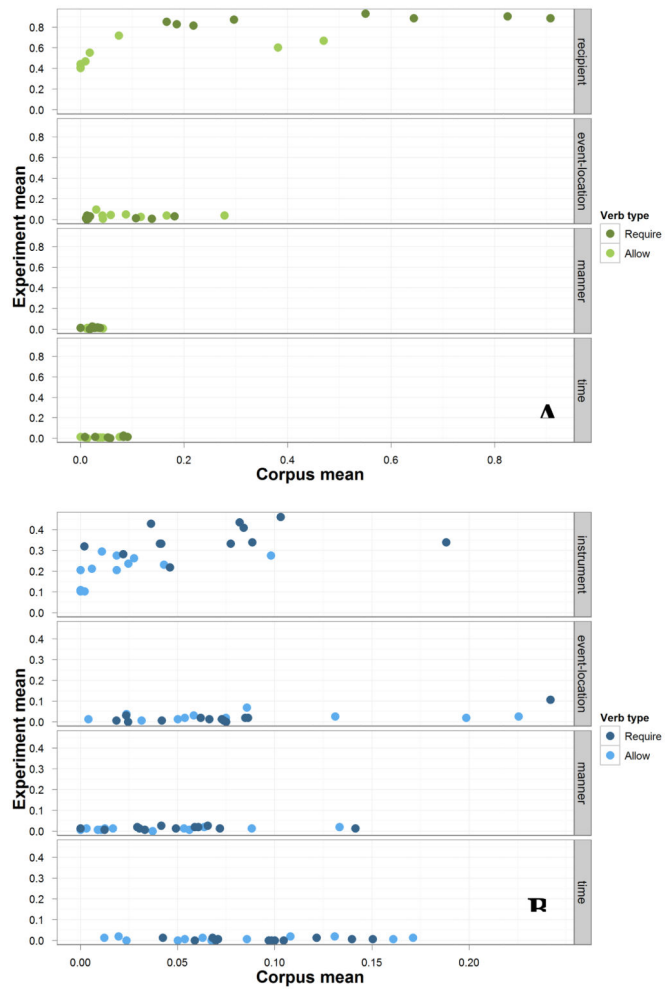 0.8
0.6
0.4
0.2
0.0
recipient
0.8
0.6
0.4
0.2
0.0
event-location
0.8
0.6
0.4
0.2
0.0
manner
0.8
0.6
0.4
0.2
0.0
time
Experiment mean
0.0 0.2 0.4 0.6 0.8
Corpus mean
Verb type
Require
Allow
A
0.4
0.3
0.2
0.1
0.0
instrument
0.4
0.3
0.2
0.1
0.0
event-location
0.4
0.3
0.2
0.1
0.0
manner
0.4
0.3
0.2
0.1
0.0
time
Experiment mean
0.00 0.05 0.10 0.15 0.20
Corpus mean
Verb type
Require
Allow
B